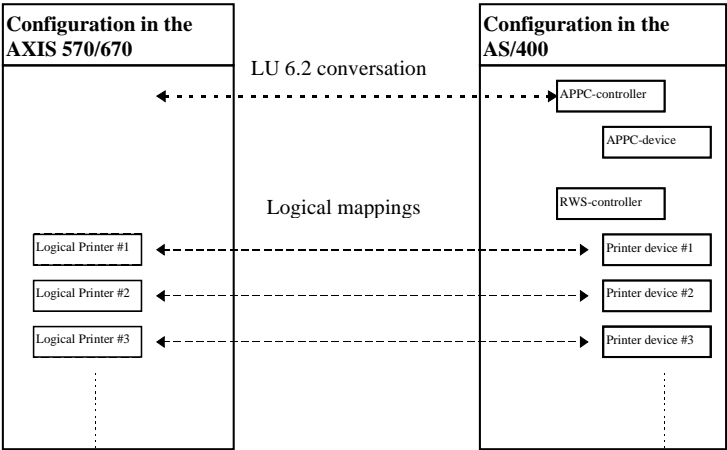 Configuration in the
AXIS 570/670
Configuration in the
AS/400
LU 6.2 conversation
APPC-controller
APPC-device
RWS-controller
Logical mappings
Logical Printer #1
Printer device #1
Logical Printer #2
Printer device #2
Logical Printer #3
Printer device #3